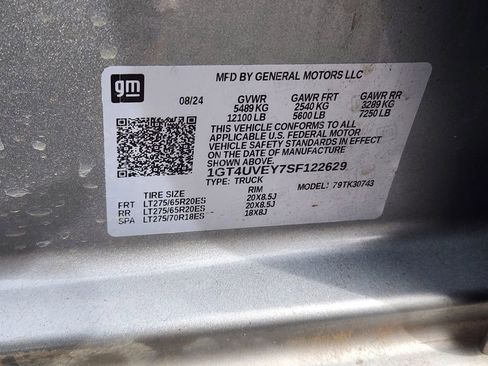 gm
MFD BY GENERAL MOTORS LLC
08/24 GVWR GAWR FRT GAWR RR
5489 KG 2540 KG 3289 KG
12100 LB 5600 LB 7250 LB
THIS VEHICLE CONFORMS TO ALL
APPLICABLE U.S. FEDERAL MOTOR
VEHICLE SAFETY STANDARDS IN EFFECT
ON THE DATE OF MANUFACTURE
SHOWN ABOVE.
1GT4UVEY7SF122629
TYPE: TRUCK MODEL: 79TK30743
TIRE SIZE RIM
FRT LT275/65R20ES 20X8.5J
RR LT275/65R20ES 20X8.5J
SPA LT275/70R18ES 18X8J